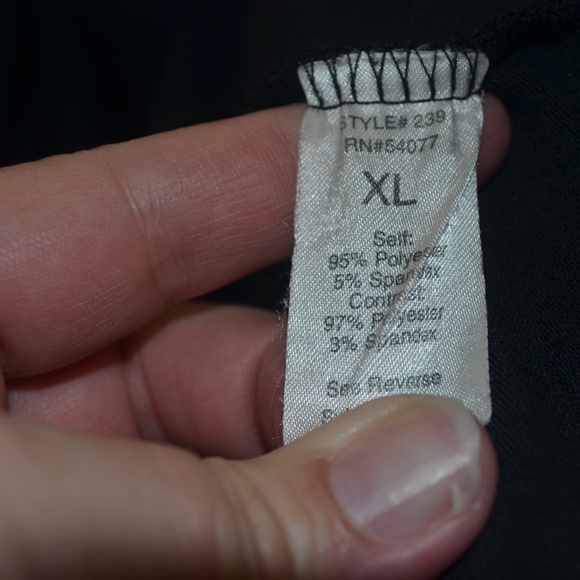 STYLE# 239
RN#54077
XL
Self:
95% Polyester
5% Spandex
Contrast:
97% Polyester
3% Spandex
See Reverse